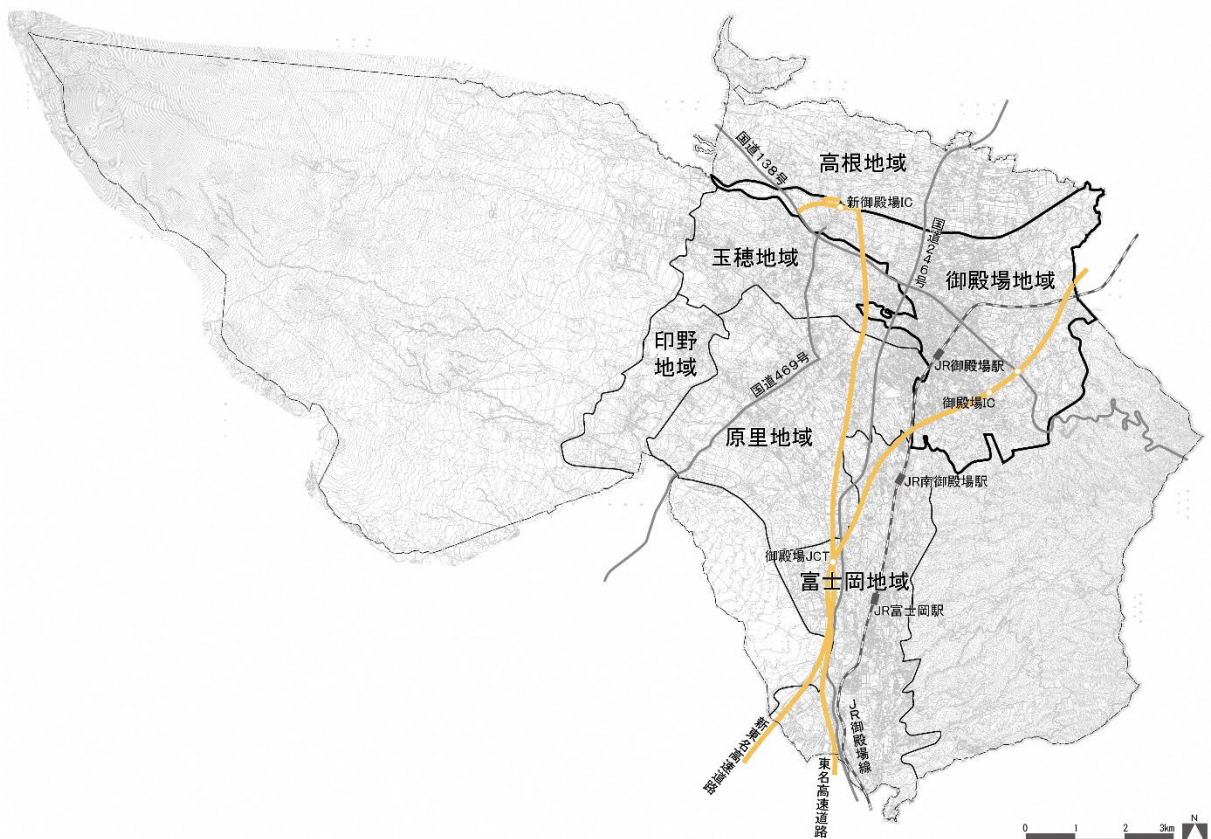 国道138号
高根地域
新御殿場IC
国道246号
玉穂地域
御殿場地域
印野
地域
国道469号
JR御殿場駅
御殿場IC
原里地域
JR南御殿場駅
御殿場JCT
富士岡地域
JR富士岡駅
新東名高速道路
東名高速道路
JR御殿場線
0 1 2 3km
N